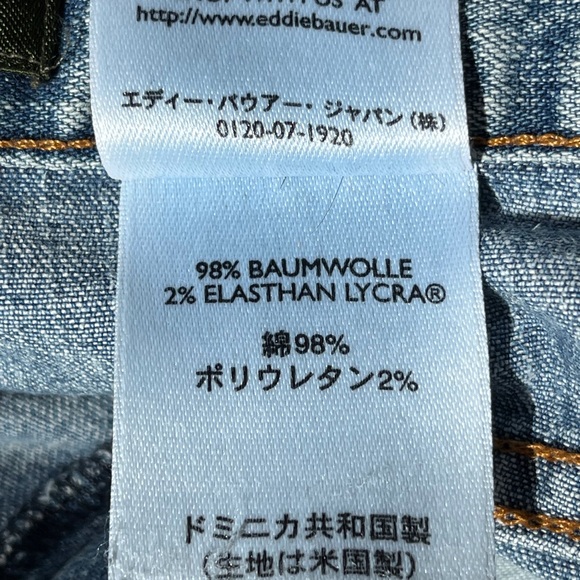 US AT
http://www.eddiebauer.com
エディー・バウアー・ジャパン(株)
0120-07-1920
98% BAUMWOLLE
2% ELASTHAN LYCRA®
綿98%
ポリウレタン2%
ドミニカ共和国製
(生地は米国製)